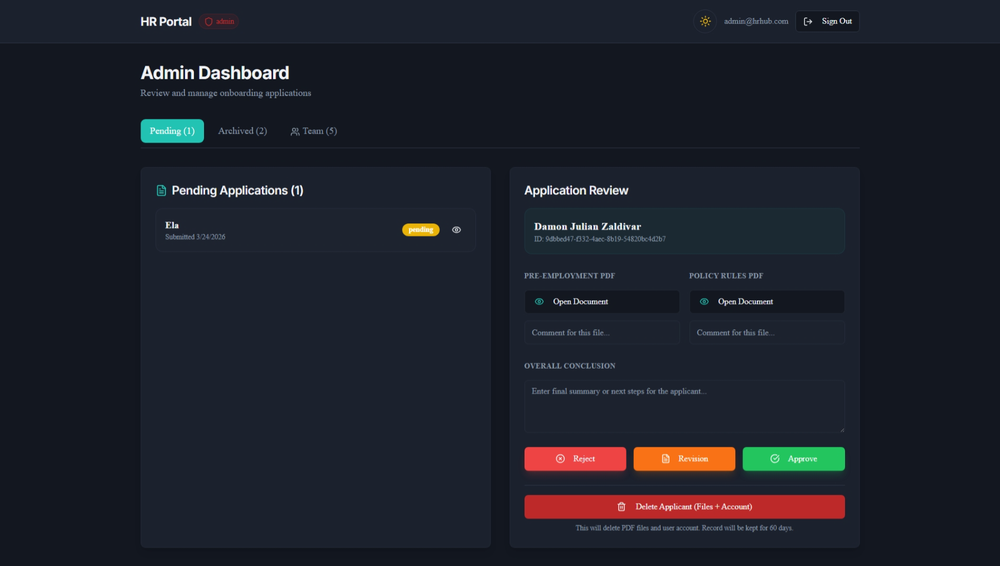 HR Portal
admin
admin@hrhub.com
Sign Out
Admin Dashboard
Review and manage onboarding applications
Pending (1)
Archived (2)
Team (5)
Pending Applications (1)
Ela
Submitted 3/24/2026
pending
Application Review
Damon Julian Zaldivar
ID: 9dbbed47-f332-4aec-8b19-54820bc4d2b7
PRE-EMPLOYMENT PDF
POLICY RULES PDF
Open Document
Open Document
Comment for this file...
Comment for this file...
OVERALL CONCLUSION
Enter final summary or next steps for the applicant...
Reject
Revision
Approve
Delete Applicant (Files + Account)
This will delete PDF files and user account. Record will be kept for 60 days.